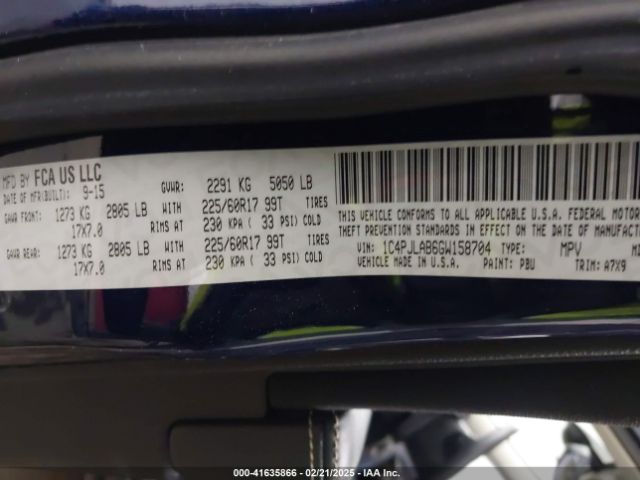 MFD BY FCA US LLC
DATE OF MFR(BUILT): 9-15 GVWR: 2291 KG 5050 LB
GAWR FRONT: 1273 KG 2805 LB WITH 225/60R17 99T TIRES
17X7.0 RIMS AT 230 KPA ( 33 PSI) COLD
GAWR REAR: 1273 KG 2805 LB WITH 225/60R17 99T TIRES
17X7.0 RIMS AT 230 KPA ( 33 PSI) COLD
THIS VEHICLE CONFORMS TO ALL APPLICABLE U.S.A. FEDERAL MOTOR
THEFT PREVENTION STANDARDS IN EFFECT ON THE DATE OF MANUFACT
VIN: 1C4PJLAB6GW158704 TYPE: MPV
VEHICLE MADE IN U.S.A. PAINT: PBU TRIM: A7X9
000-41635866 — 02/21/2025 — IAA Inc.